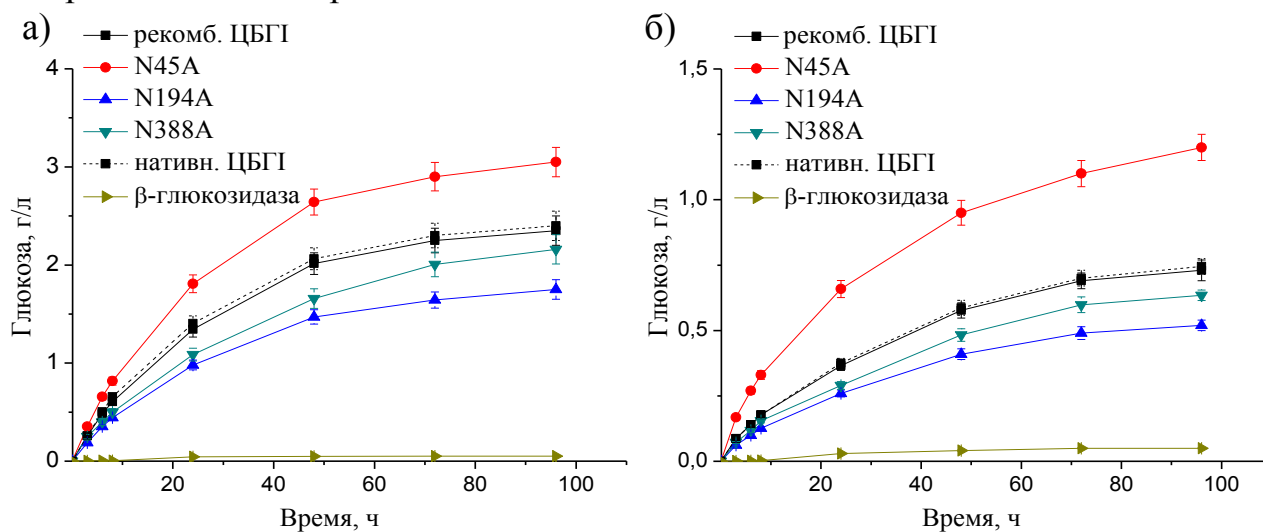 а)
рекомб. ЦБГI
N45A
N194A
N388A
нативн. ЦБГI
β-глюкозидаза
4
3
2
1
0
Глюкоза, г/л
20
40
60
80
100
Время, ч
б)
рекомб. ЦБГI
N45A
N194A
N388A
нативн. ЦБГI
β-глюкозидаза
1,5
1,0
0,5
0,0
Глюкоза, г/л
20
40
60
80
100
Время, ч